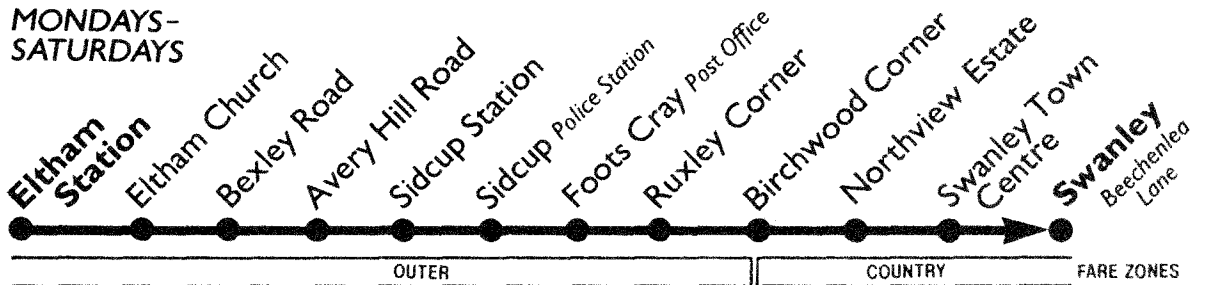 MONDAYS-
SATURDAYS
Eltham
Station
Eltham Church
Bexley Road
Avery Hill Road
Sidcup Station
Sidcup Police Station
Foots Cray Post Office
Ruxley Corner
Birchwood Corner
Northview Estate
Swanley Town
Centre
Swanley
Beechenlea
Lane
OUTER
COUNTRY
FARE ZONES